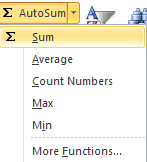 Σ AutoSum
Σ Sum
Average
Count Numbers
Max
Min
More Functions...